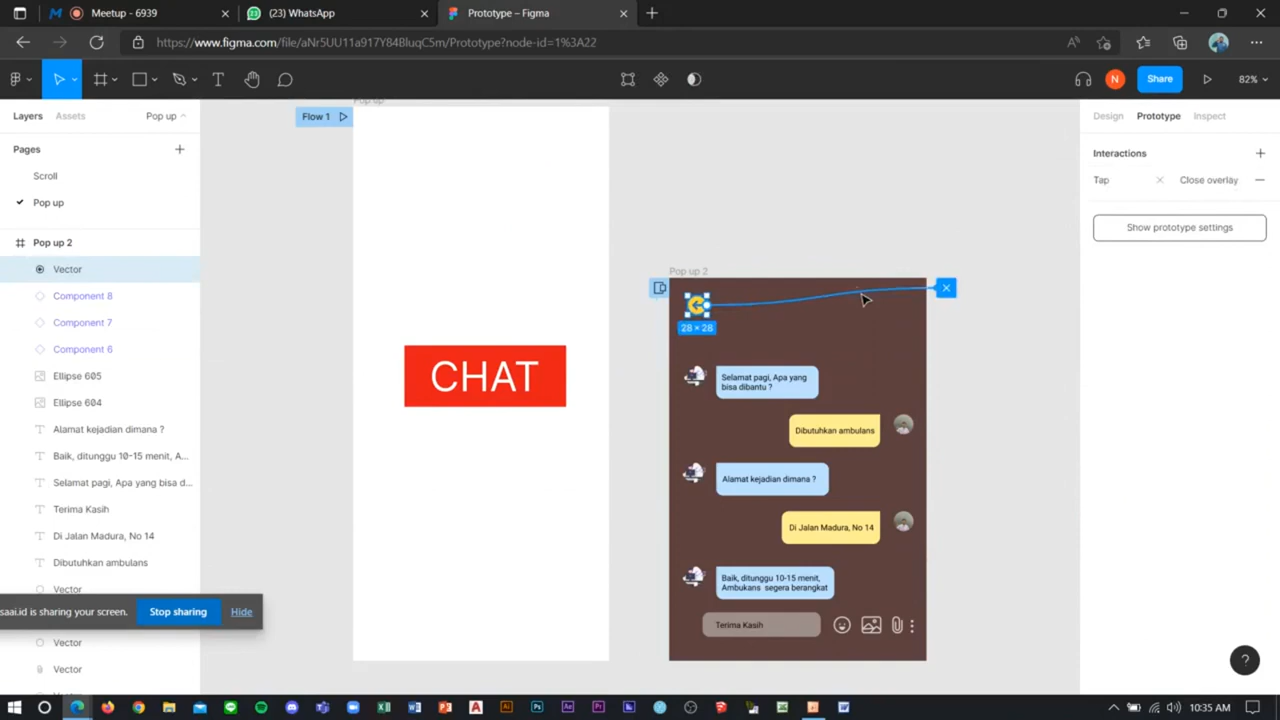 Meetup - 6939
(23) WhatsApp
Prototype – Figma
https://www.figma.com/file/aNr5UU11a917Y84BluqC5m/Prototype?node-id=1%3A22
Share
82%
N
Layers
Assets
Pop up
Pages
Scroll
Pop up
Pop up 2
Vector
Component 8
Component 7
Component 6
Ellipse 605
Ellipse 604
Alamat kejadian dimana ?
Baik, ditunggu 10-15 menit, A...
Selamat pagi, Apa yang bisa d...
Terima Kasih
Di Jalan Madura, No 14
Dibutuhkan ambulans
Vector
saai.id is sharing your screen.
Stop sharing
Hide
Vector
Vector
Pop up
Flow 1
CHAT
Pop up 2
28 × 28
Selamat pagi, Apa yang
bisa dibantu ?
Dibutuhkan ambulans
Alamat kejadian dimana ?
Di Jalan Madura, No 14
Baik, ditunggu 10-15 menit,
Ambukans segera berangkat
Terima Kasih
Design
Prototype
Inspect
Interactions
Tap
Close overlay
Show prototype settings
?
10:35 AM